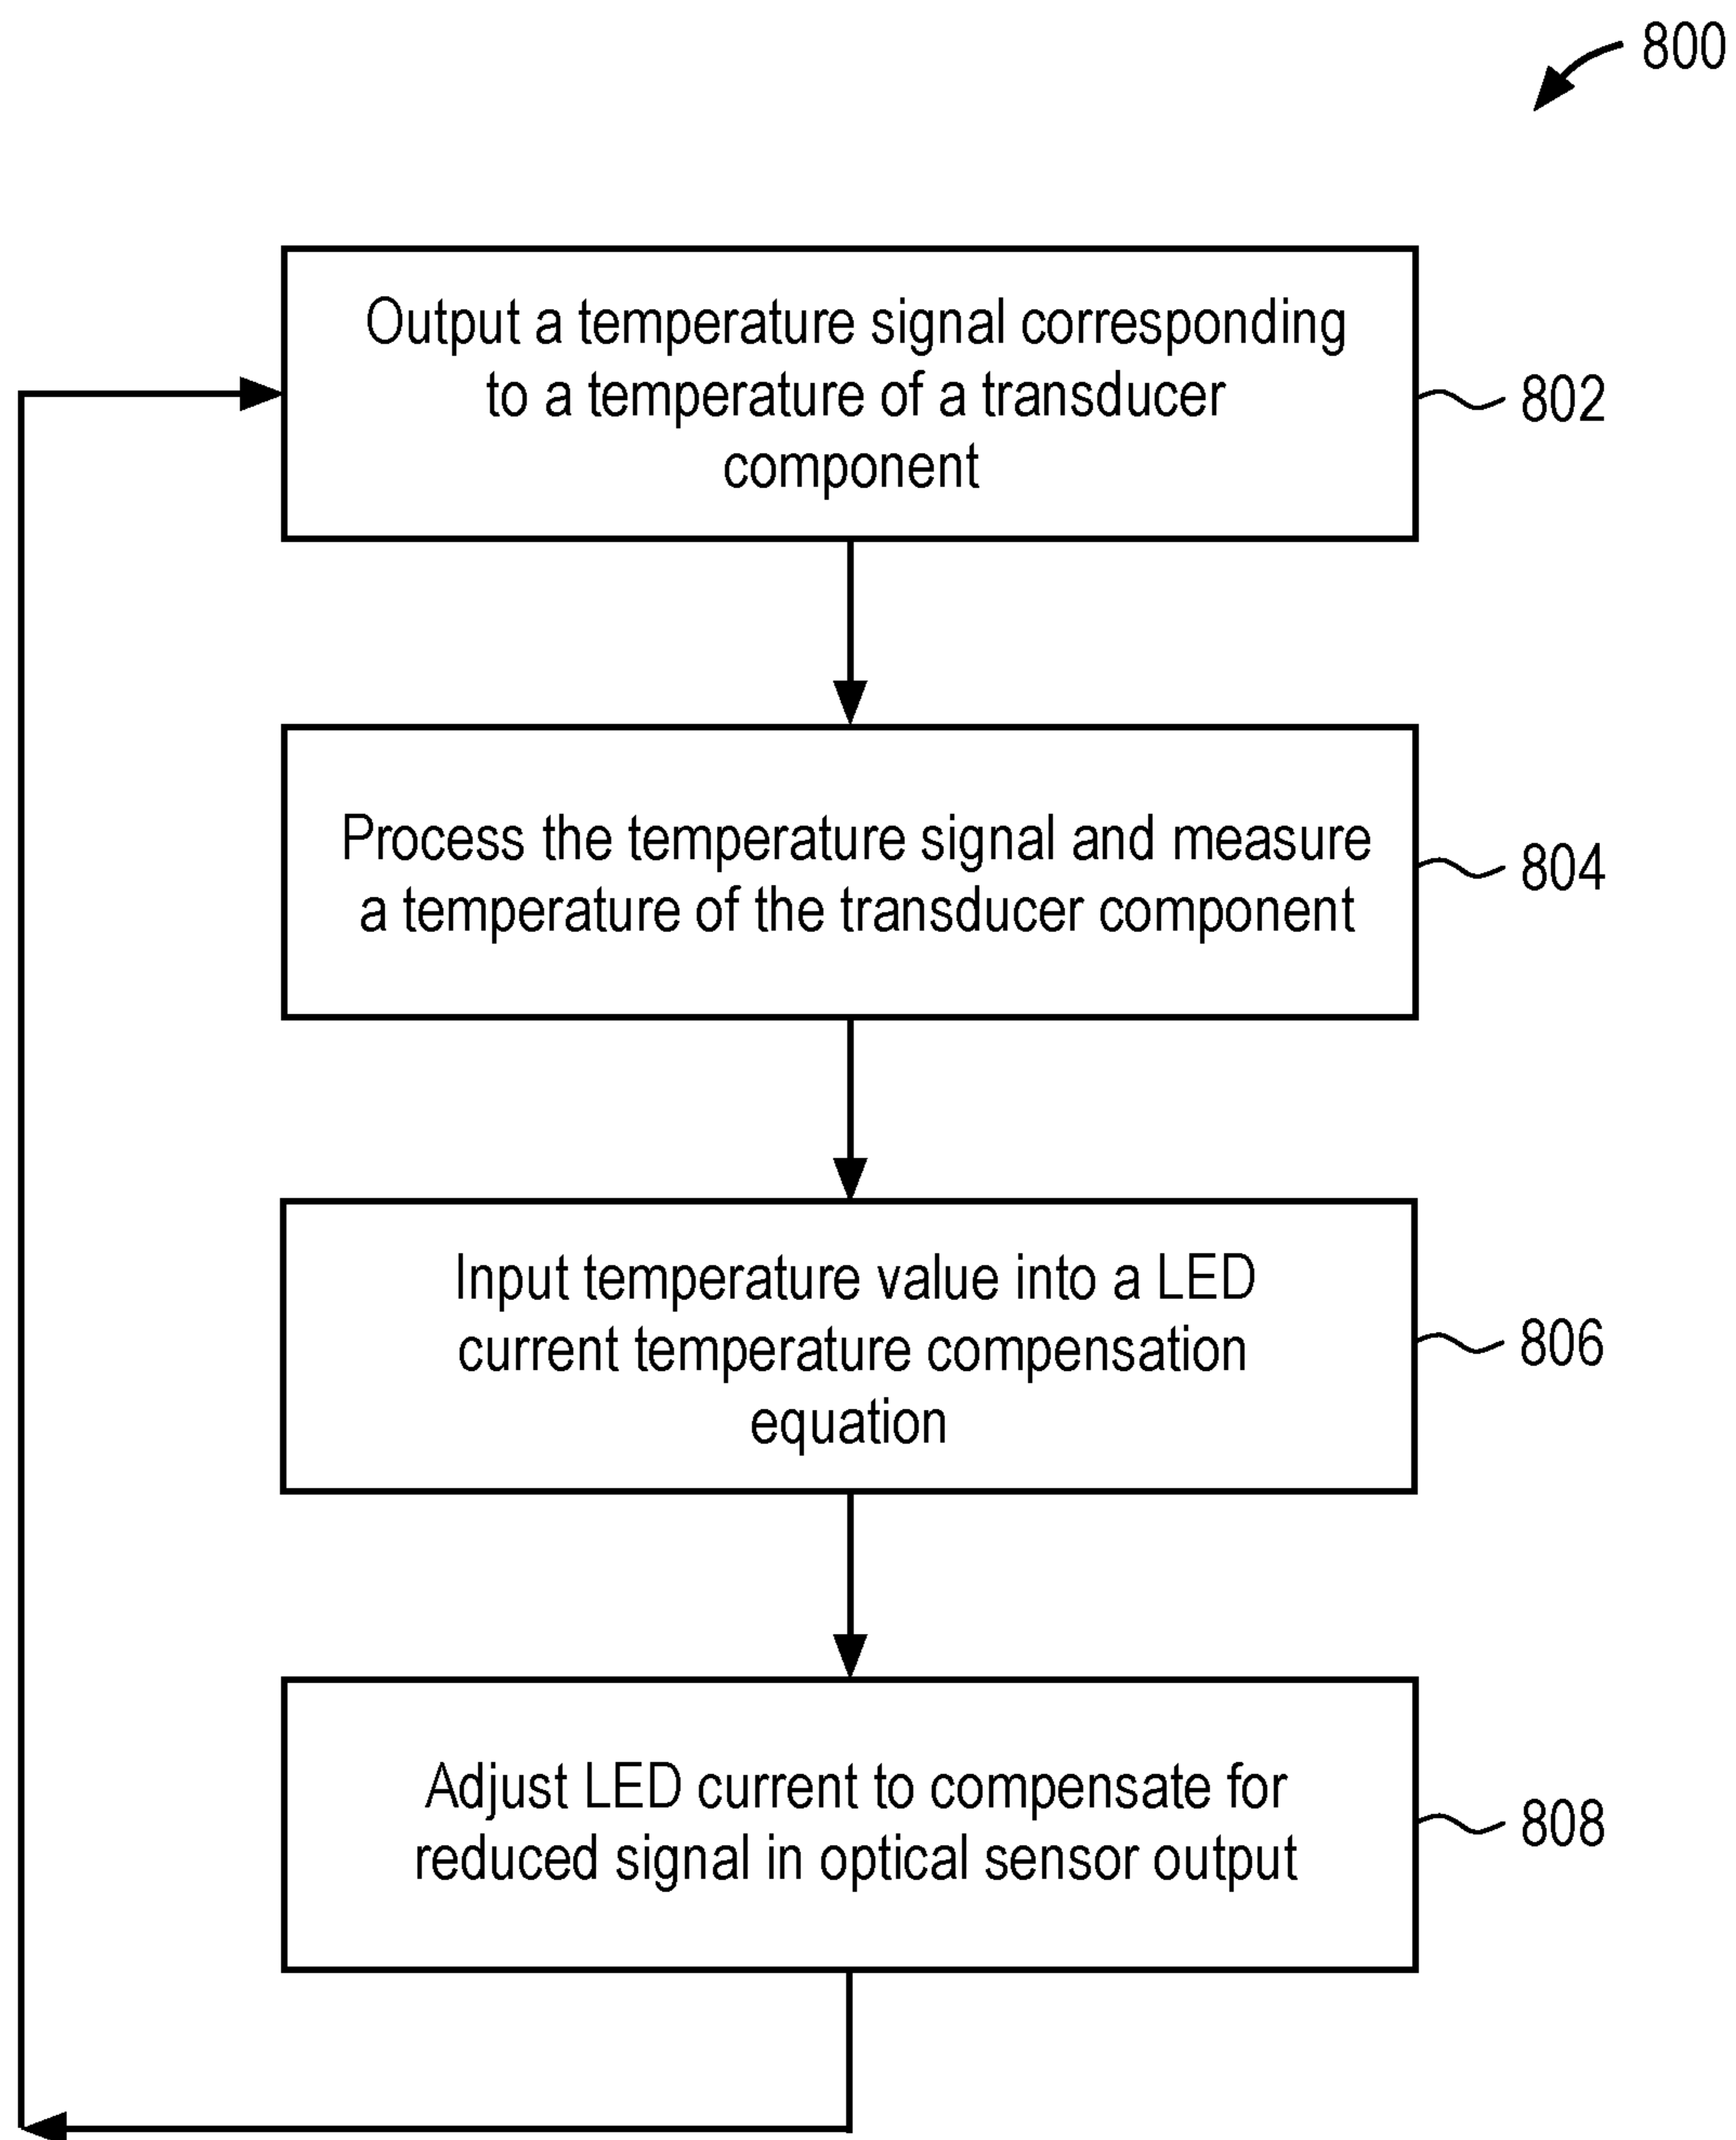 800
Output a temperature signal corresponding
to a temperature of a transducer
component
802
Process the temperature signal and measure
a temperature of the transducer component
804
Input temperature value into a LED
current temperature compensation
equation
806
Adjust LED current to compensate for
reduced signal in optical sensor output
808